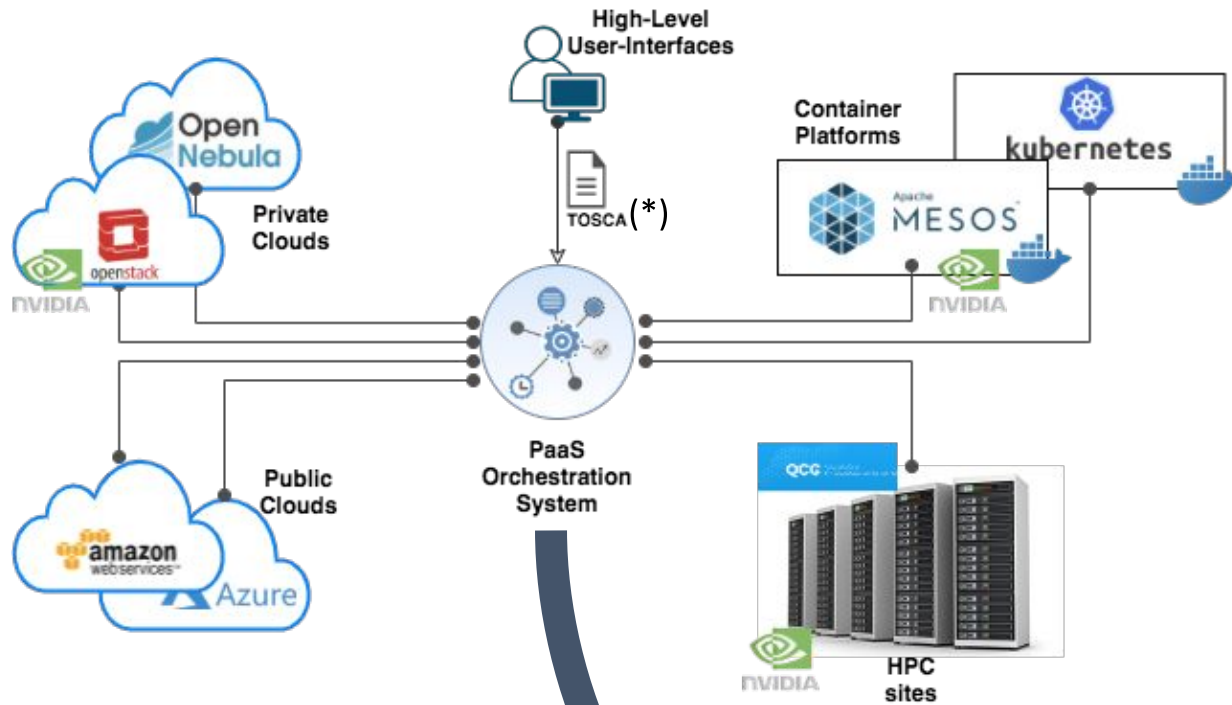 High-Level
User-Interfaces
Open
Nebula
Private
Clouds
openstack
NVIDIA
TOSCA(*)
Container
Platforms
kubernetes
Apache
MESOS
NVIDIA
PaaS
Orchestration
System
Public
Clouds
amazon
webservices™
Azure
QCG
NVIDIA
HPC
sites